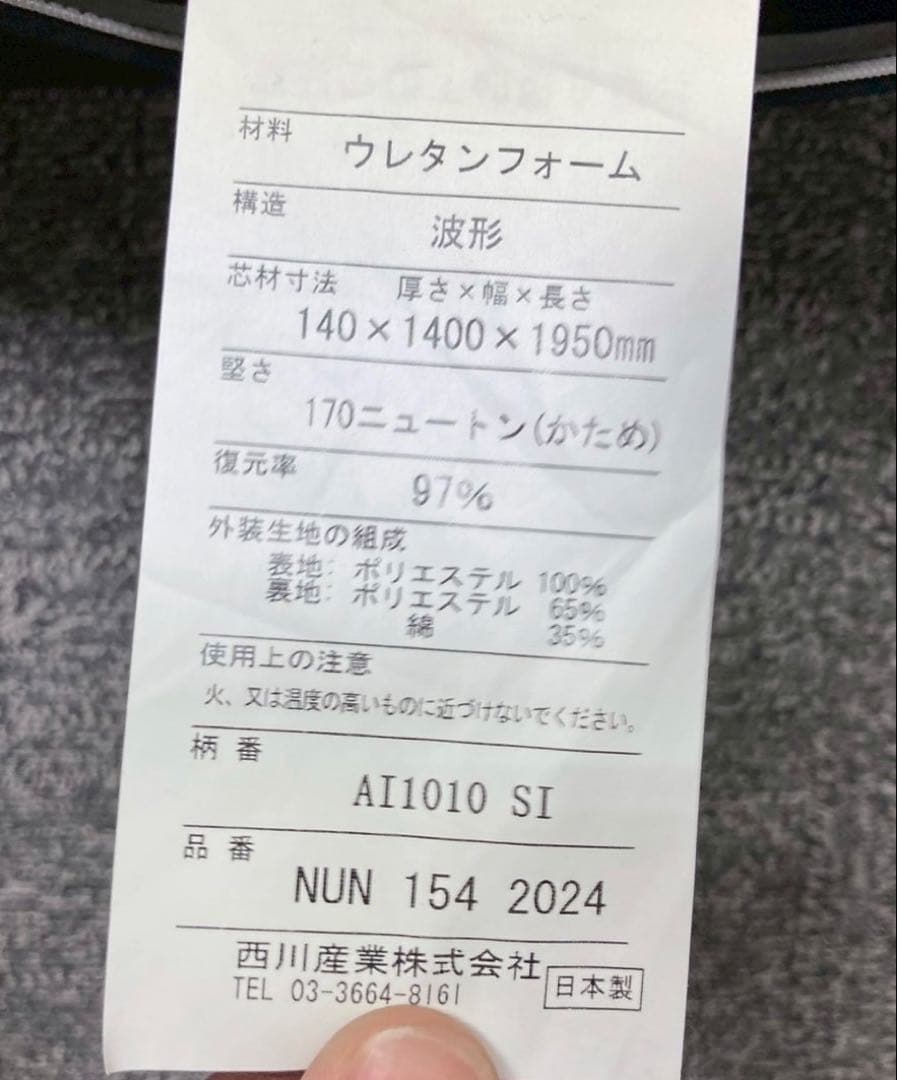 材料
ウレタンフォーム
構造
波形
芯材寸法 厚さ×幅×長さ
140×1400×1950mm
堅さ
170ニュートン(かため)
復元率
97%
外装生地の組成
表地: ポリエステル 100%
裏地: ポリエステル 65%
綿 35%
使用上の注意
火、又は温度の高いものに近づけないでください。
柄番
AI1010 SI
品番
NUN 154 2024
西川産業株式会社
TEL 03-3664-8161
日本製